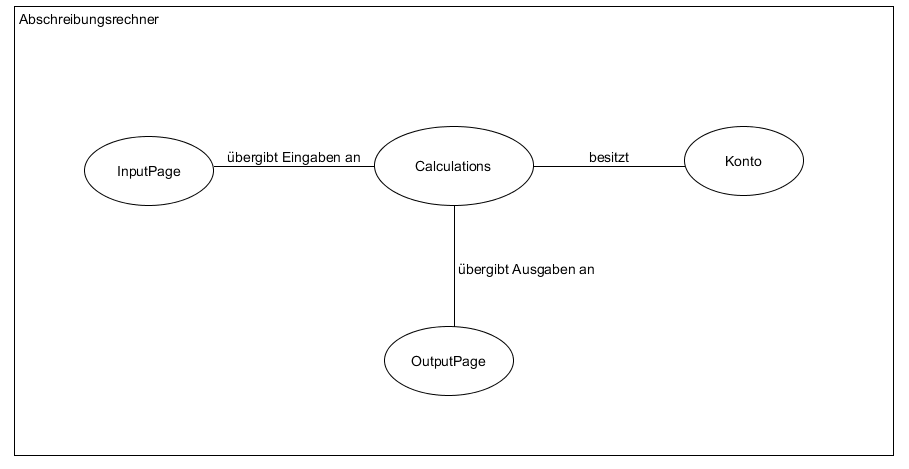 Abschreibungsrechner
InputPage
übergibt Eingaben an
Calculations
besitzt
Konto
übergibt Ausgaben an
OutputPage